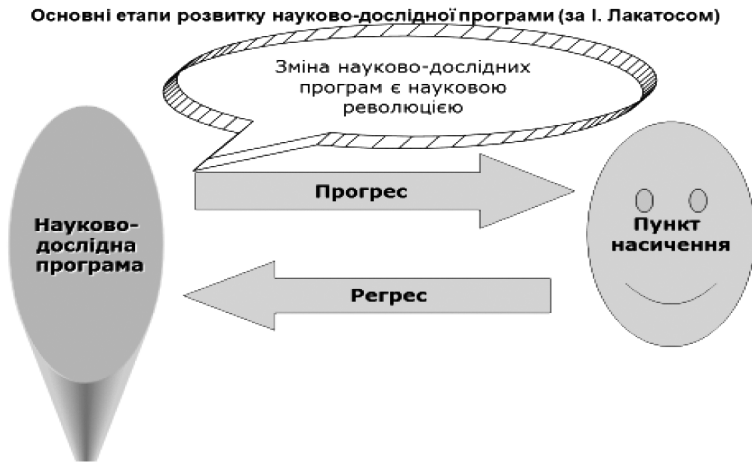 Основні етапи розвитку науково-дослідної програми (за І. Лакатосом)
Зміна науково-дослідних
програм є науковою
революцією
Прогрес
Науково-
дослідна
програма
Пункт
насичення
Регрес